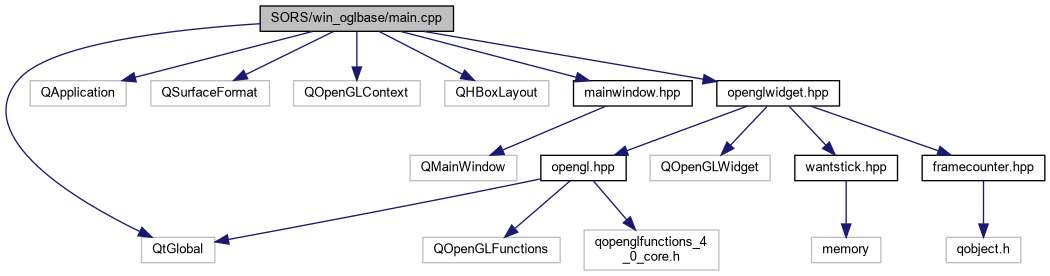 SORS/win_oglbase/main.cpp
QApplication
QSurfaceFormat
QOpenGLContext
QHBoxLayout
mainwindow.hpp
openglwidget.hpp
QMainWindow
opengl.hpp
QOpenGLWidget
wantstick.hpp
framecounter.hpp
QtGlobal
QOpenGLFunctions
qopenglfunctions_4
_0_core.h
memory
qobject.h